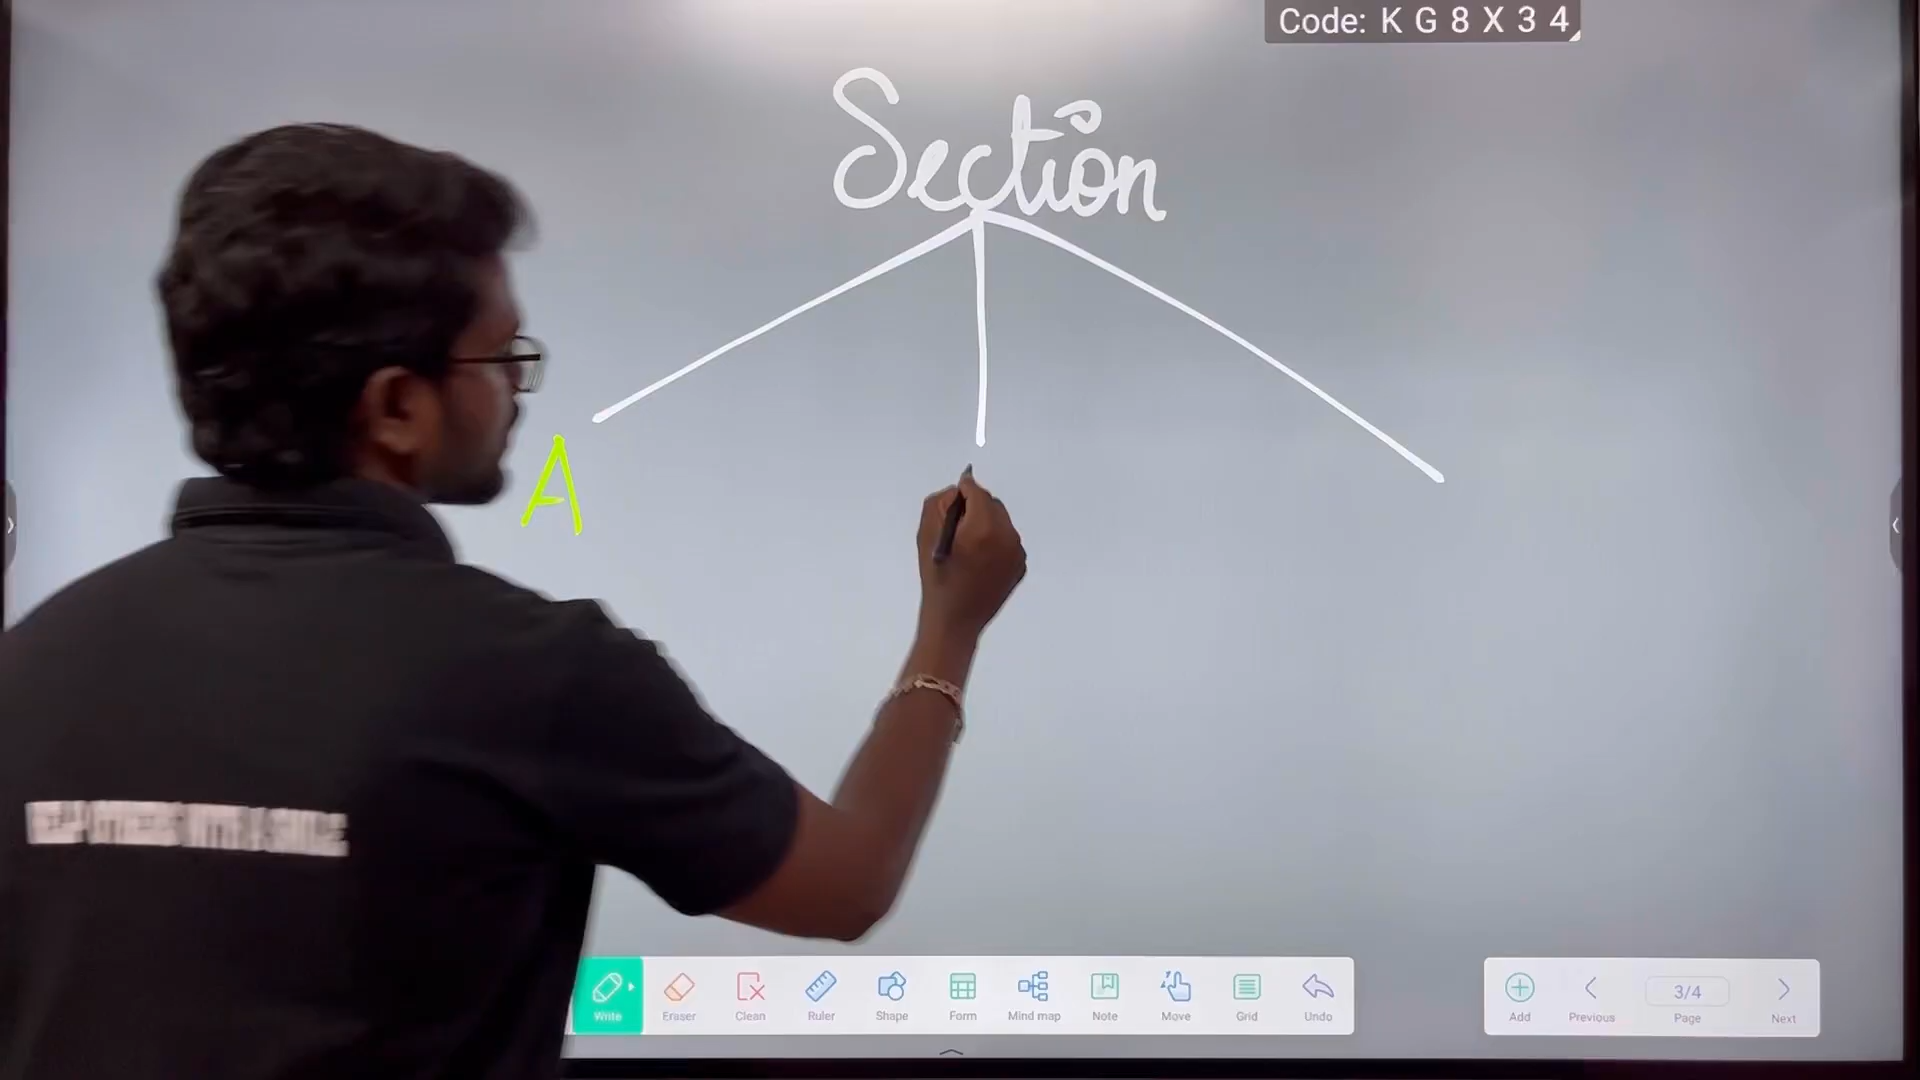 Code: K G 8 X 3 4
Section
A
Write
Eraser
Clean
Ruler
Shape
Form
Mind map
Note
Move
Grid
Undo
Add
Previous
3/4
Page
Next